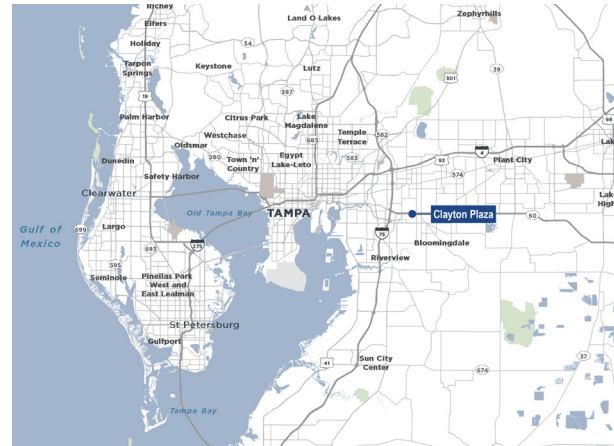 Richey
Elfers
Land O Lakes
Zephyrhills
Holiday
54
Keystone
Lutz
39
Tarpon
Springs
301
19
597
98
Palm Harbor
Citrus Park
Lake
Magdalene
Temple
Terrace
582
Westchase
685
4
Oldsmar
Dunedin
580
Town 'n'
Country
Egypt
Lake-Leto
583
92
Plant City
574
Safety Harbor
Clearwater
Lake
High
Old Tampa Bay
TAMPA
Clayton Plaza
60
Largo
Gulf of
Mexico
699
693
275
75
Bloomingdale
Riverview
595
Seminole
Pinellas Park
West and
East Lealman
St Petersburg
Gulfport
41
Sun City
Center
37
674
Tampa Bay